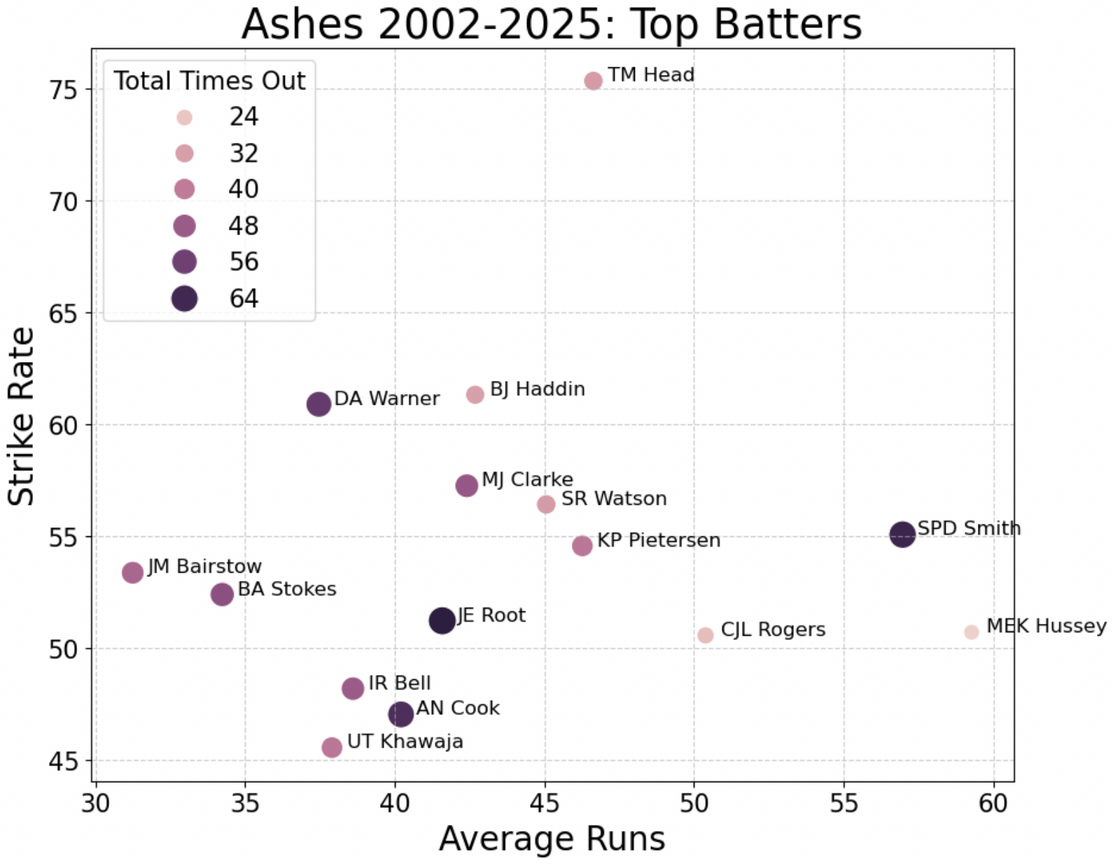 Ashes 2002-2025: Top Batters
Total Times Out
24
32
40
48
56
64
TM Head
BJ Haddin
DA Warner
MJ Clarke
SR Watson
KP Pietersen
SPD Smith
JM Bairstow
BA Stokes
JE Root
CJL Rogers
MEK Hussey
IR Bell
AN Cook
UT Khawaja
Strike Rate
75
70
65
60
55
50
45
30 35 40 45 50 55 60
Average Runs